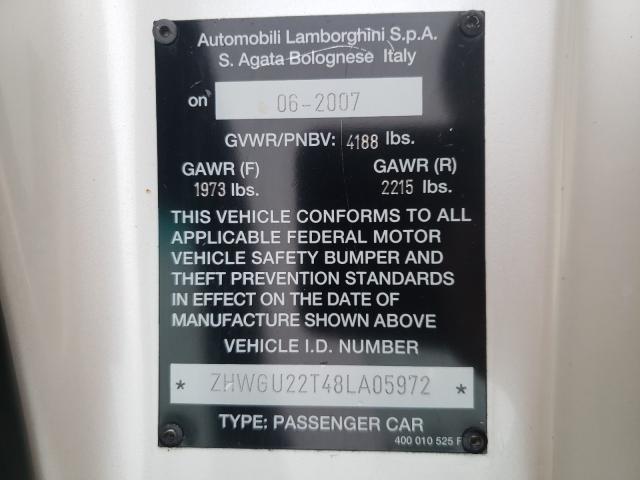 Automobili Lamborghini S.p.A.
S. Agata Bolognese Italy
on 06-2007
GVWR/PNBV: 4188 lbs.
GAWR (F) GAWR (R)
1973 lbs. 2215 lbs.
THIS VEHICLE CONFORMS TO ALL
APPLICABLE FEDERAL MOTOR
VEHICLE SAFETY BUMPER AND
THEFT PREVENTION STANDARDS
IN EFFECT ON THE DATE OF
MANUFACTURE SHOWN ABOVE
VEHICLE I.D. NUMBER
* ZHWGU22T48LA05972 *
TYPE: PASSENGER CAR
400 010 525 F